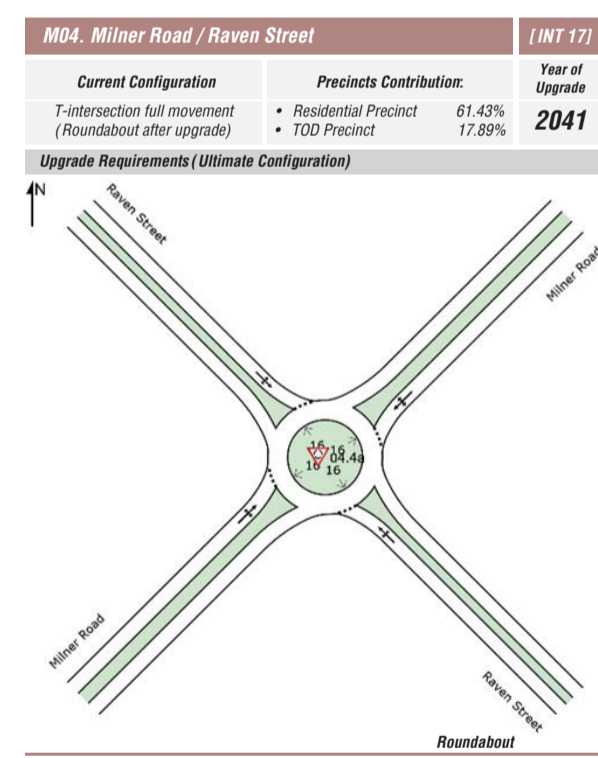 M04. Milner Road / Raven Street [INT 17]
Current Configuration
Precincts Contribution:
Year of
Upgrade
T-intersection full movement
(Roundabout after upgrade)
• Residential Precinct 61.43%
• TOD Precinct 17.89%
2041
Upgrade Requirements (Ultimate Configuration)
N
Raven Street
Milner Road
16
16
04.4a
16
16
Milner Road
Raven Street
Roundabout